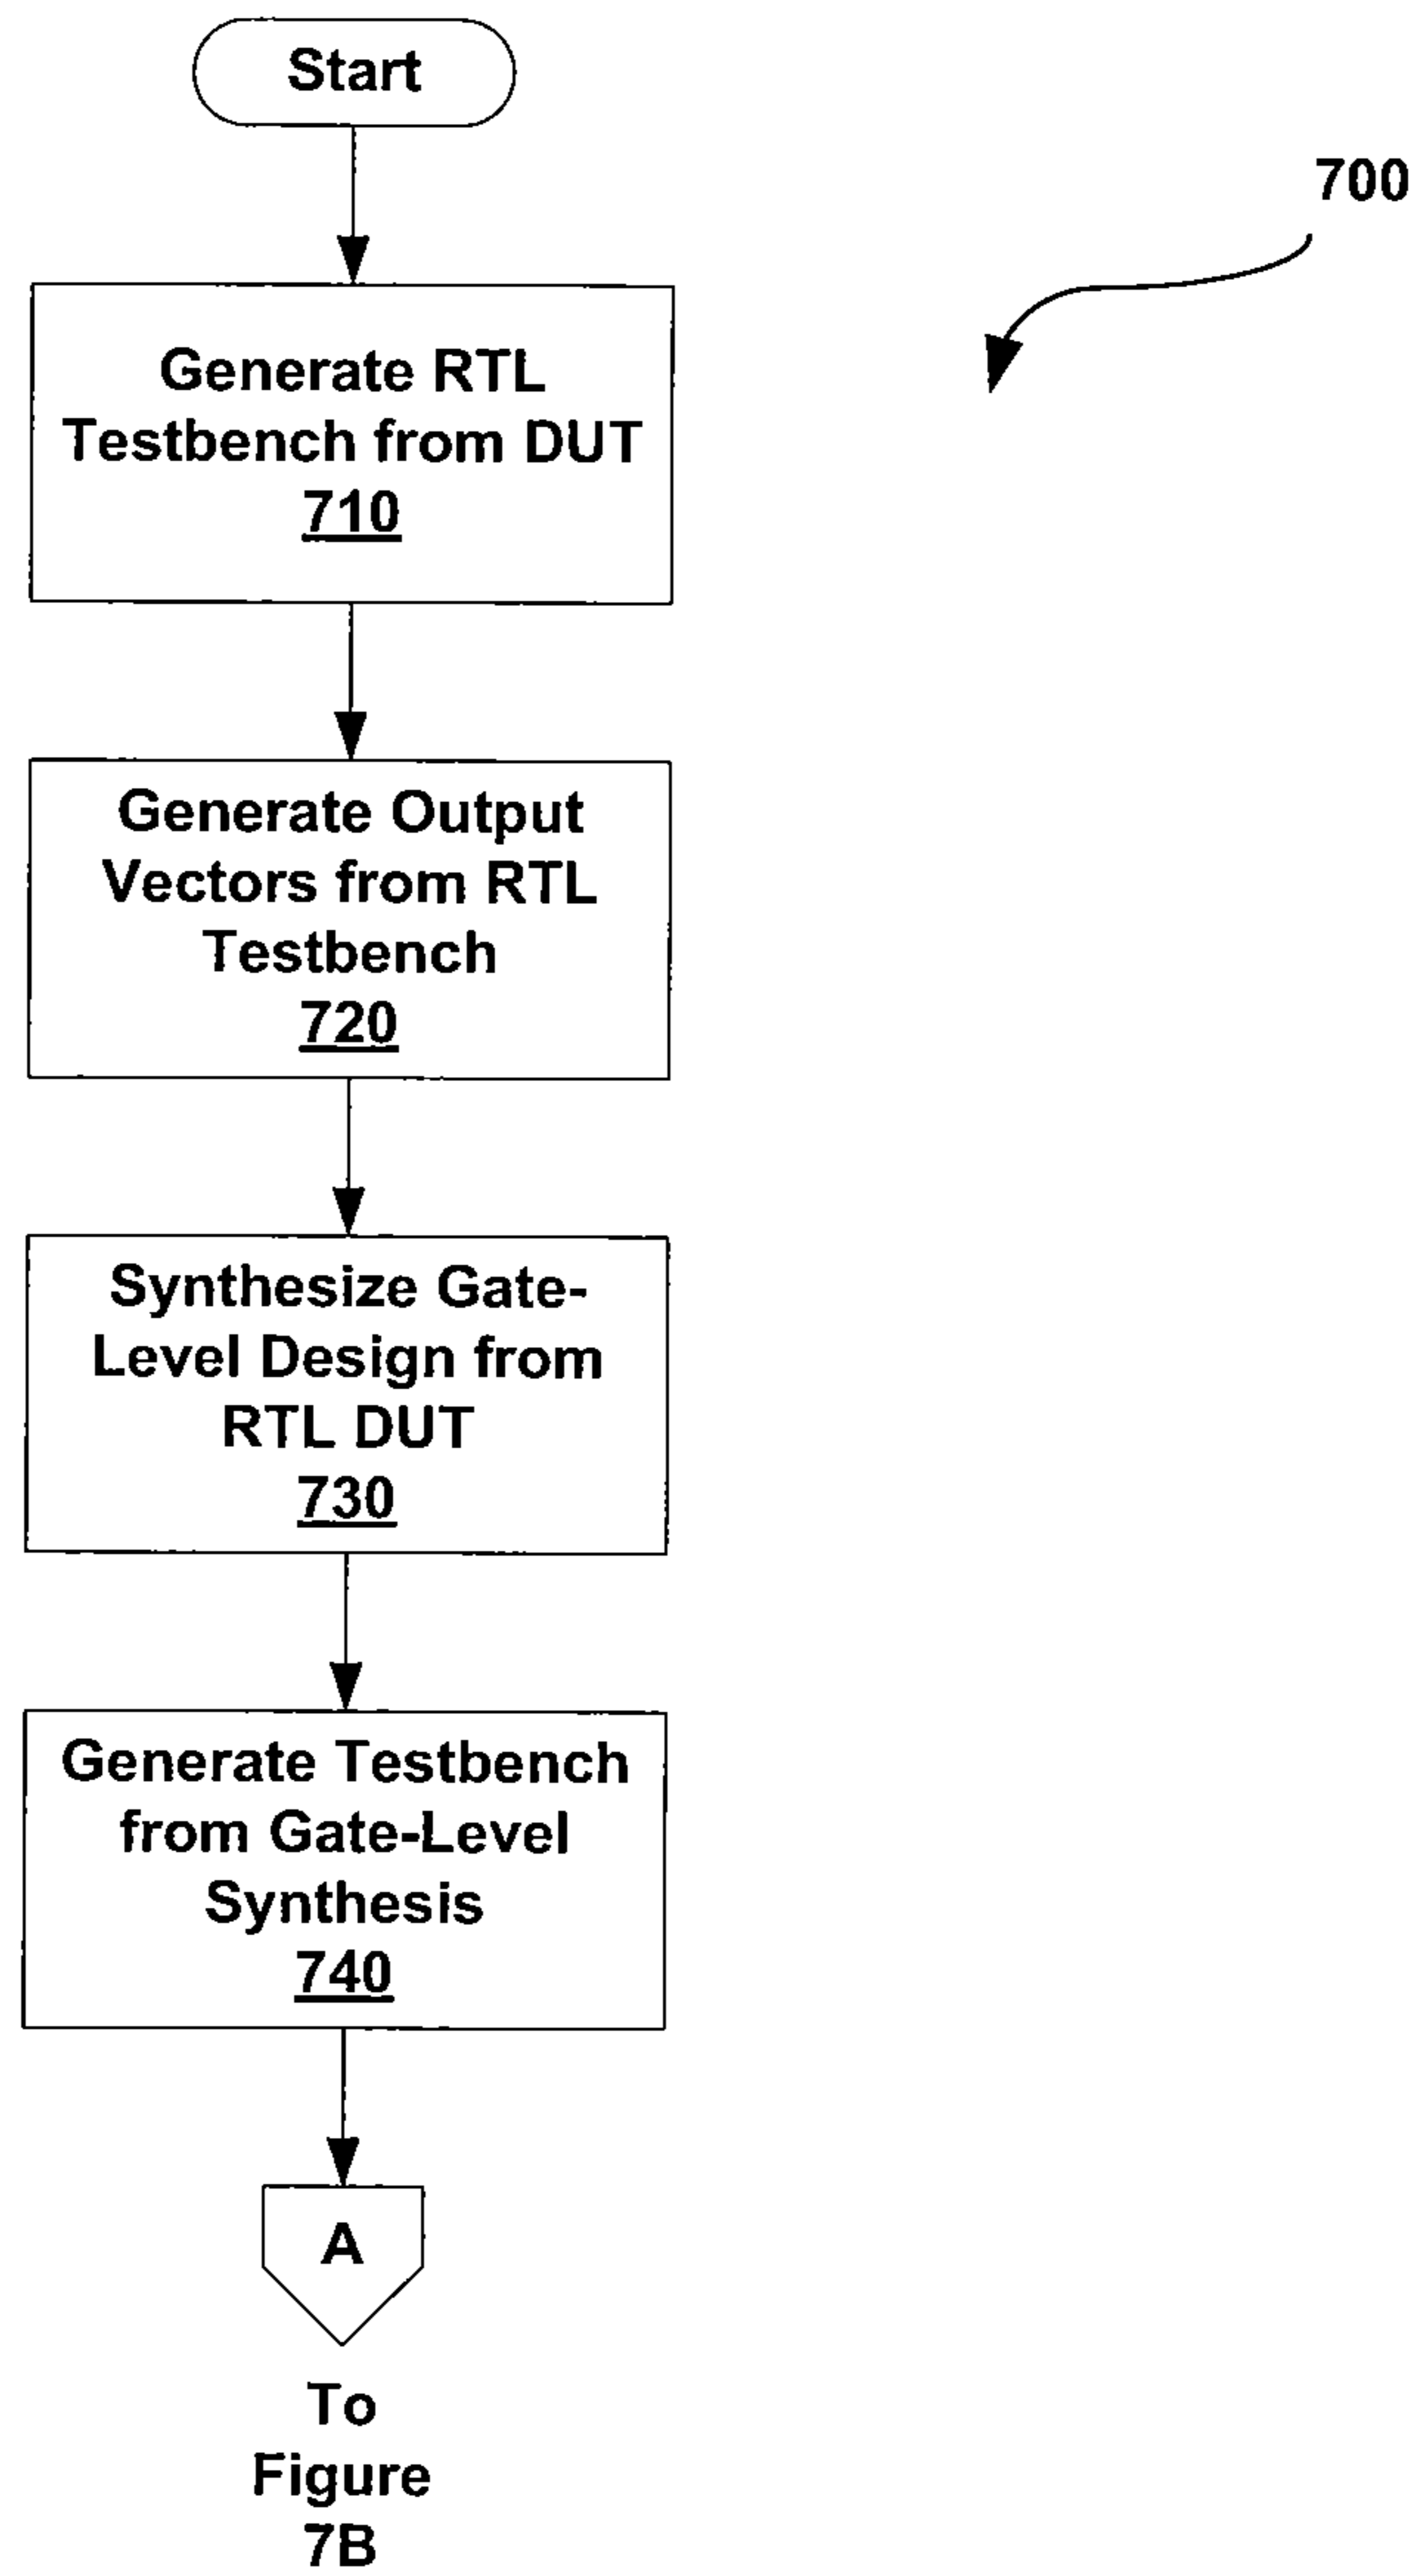 Start
700
Generate RTL
Testbench from DUT
710
Generate Output
Vectors from RTL
Testbench
720
Synthesize Gate-
Level Design from
RTL DUT
730
Generate Testbench
from Gate-Level
Synthesis
740
A
To
Figure
7B